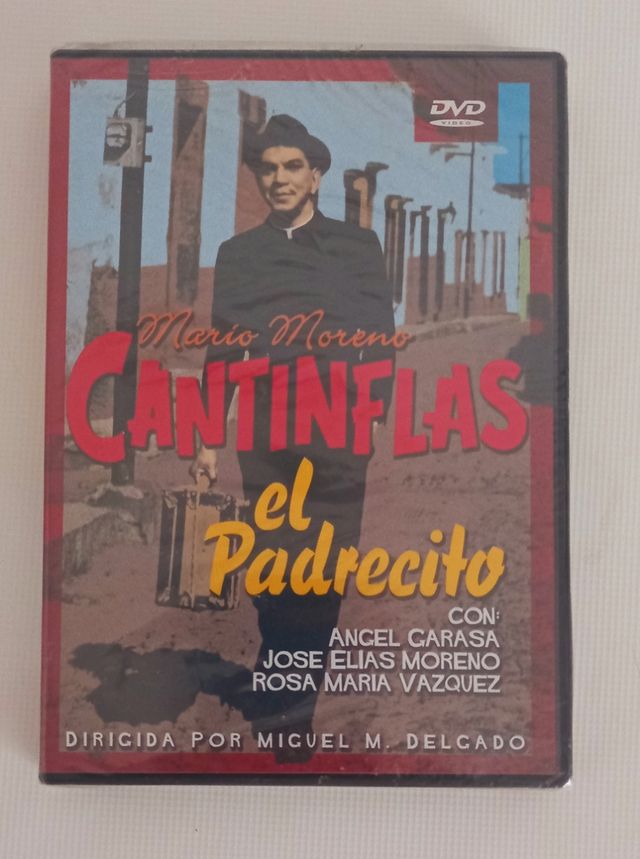 DVD
VIDEO
Mario Moreno
CANTINFLAS
el
Padrecito
CON:
ANGEL GARASA
JOSE ELIAS MORENO
ROSA MARIA VAZQUEZ
DIRIGIDA POR MIGUEL M. DELGADO